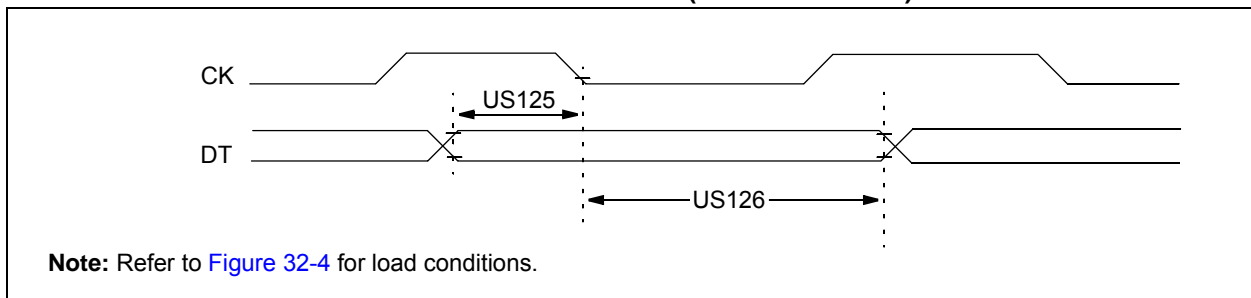 CK
US125
DT
US126
Note: Refer to Figure 32-4 for load conditions.